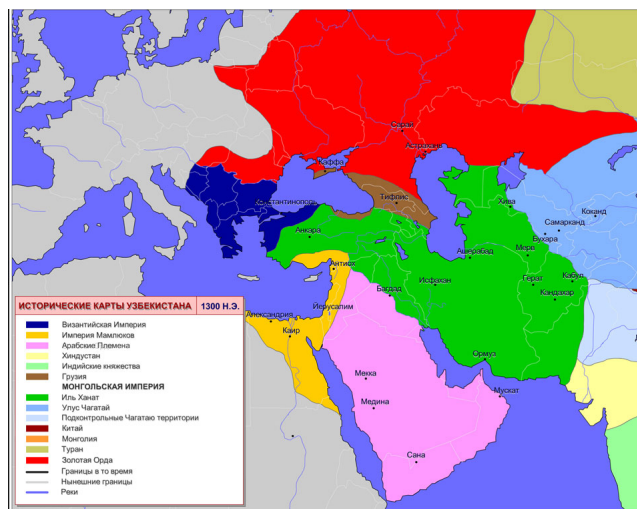 Сарай
Астрахань
Каффа
Константинополь
Тифлис
Хива
Коканд
Самарканд
Бухара
Анкара
Ашерабад
Мерв
Антиох
Исфахан
Герат
Кабул
Багдад
Кандахар
ИСТОРИЧЕСКИЕ КАРТЫ УЗБЕКИСТАНА 1300 Н.Э.
Йерусалим
Александрия
Каир
Ормуз
Мекка
Мускат
Медина
Сана
Византийская Империя
Империя Мамлюков
Арабские Племена
Хиндустан
Индийские княжества
Грузия
МОНГОЛЬСКАЯ ИМПЕРИЯ
Иль Ханат
Улус Чагатай
Подконтрольные Чагатаю территории
Китай
Монголия
Туран
Золотая Орда
Границы в то время
Нынешние границы
Реки